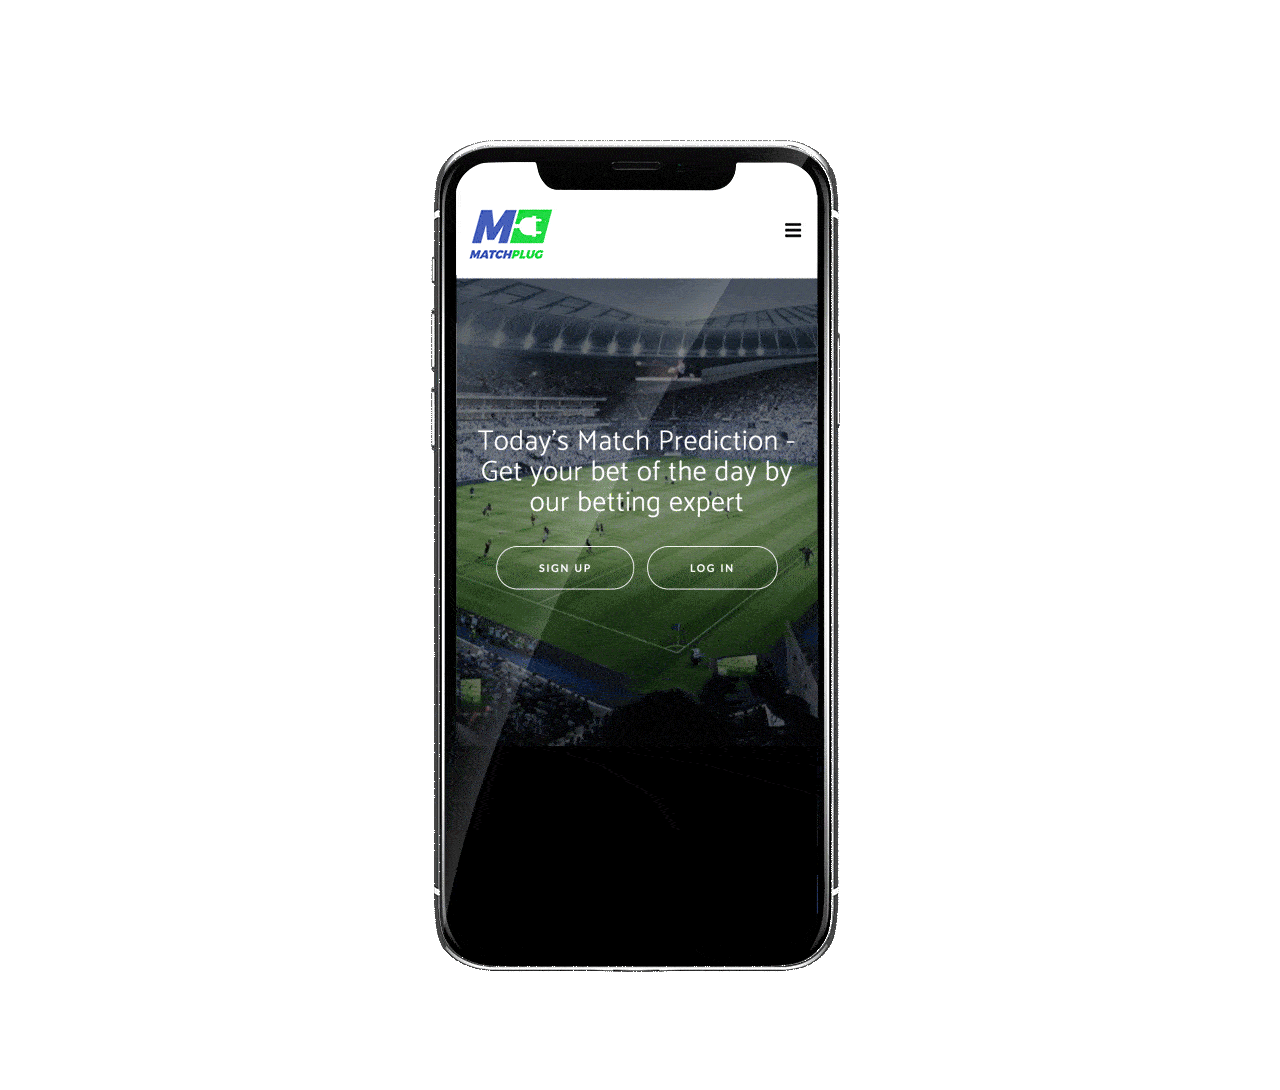 M
MATCHPLUG
Today's Match Prediction -
Get your bet of the day by
our betting expert
SIGN UP
LOG IN